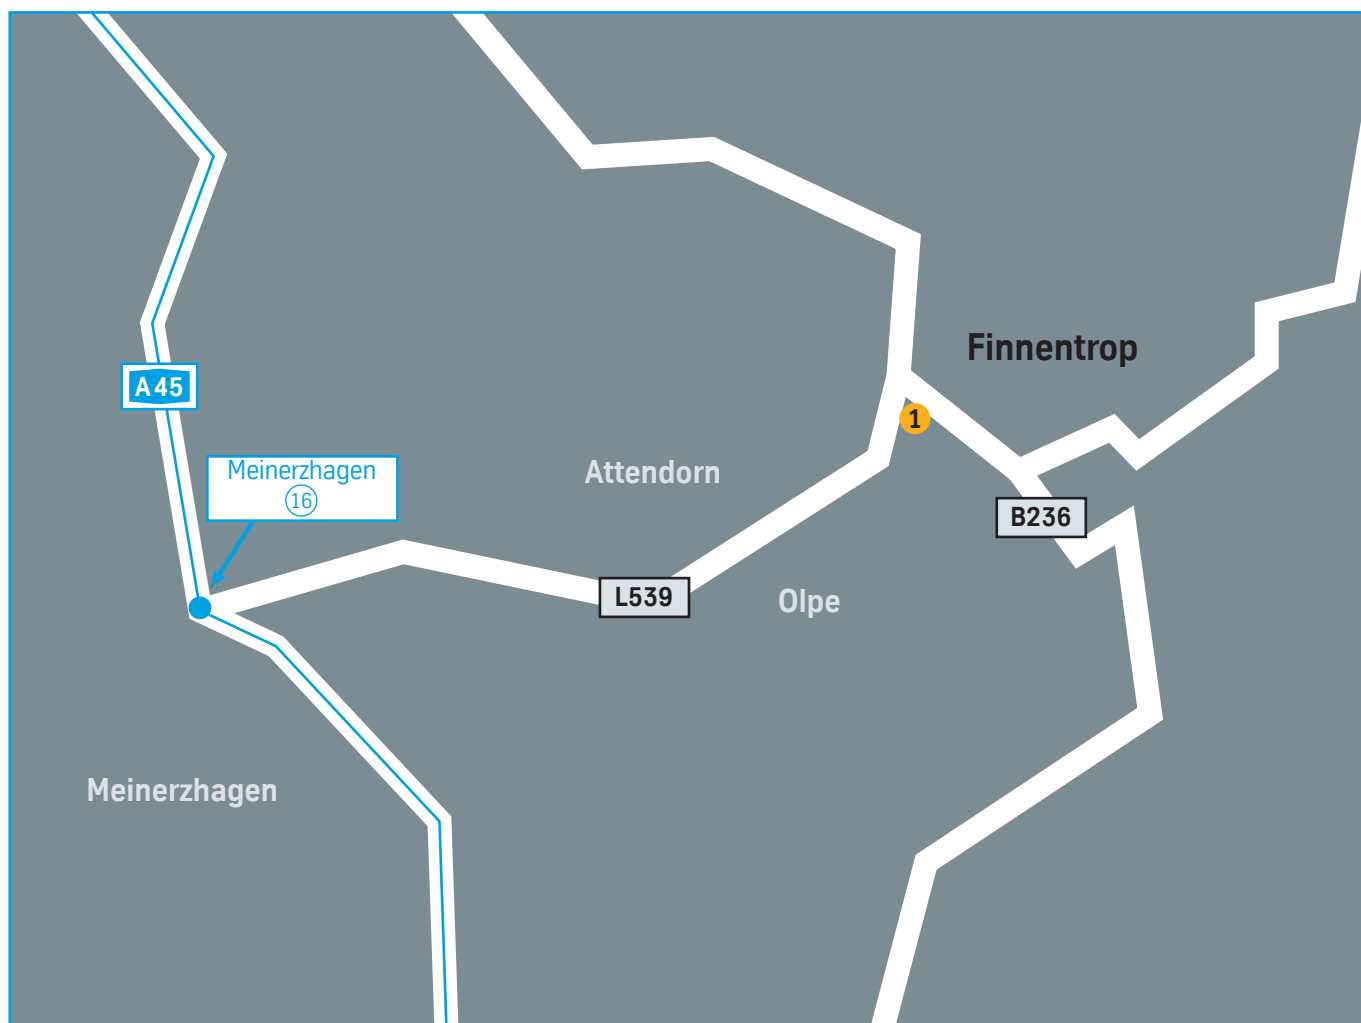 Finnentrop
A45
1
Meinerzhagen
16
Attendorn
B236
L539
Olpe
Meinerzhagen